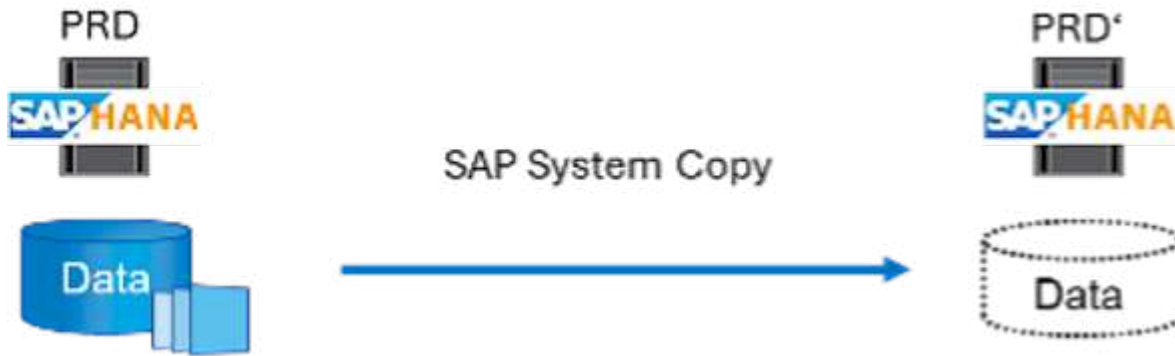 PRD
SAP HANA
Data
SAP System Copy
PRD‘
SAP HANA
Data